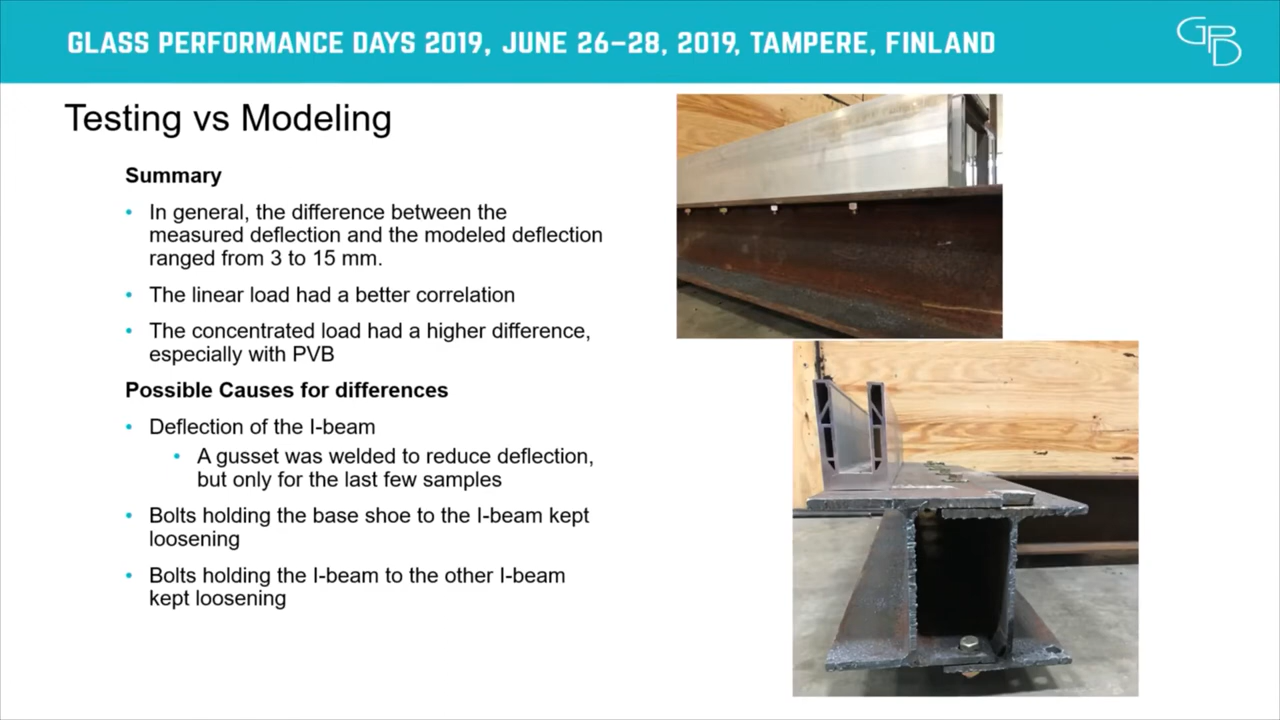 GLASS PERFORMANCE DAYS 2019, JUNE 26–28, 2019, TAMPERE, FINLAND
GPD
Testing vs Modeling
Summary
• In general, the difference between the
measured deflection and the modeled deflection
ranged from 3 to 15 mm.
• The linear load had a better correlation
• The concentrated load had a higher difference,
especially with PVB
Possible Causes for differences
• Deflection of the I-beam
• A gusset was welded to reduce deflection,
but only for the last few samples
• Bolts holding the base shoe to the I-beam kept
loosening
• Bolts holding the I-beam to the other I-beam
kept loosening